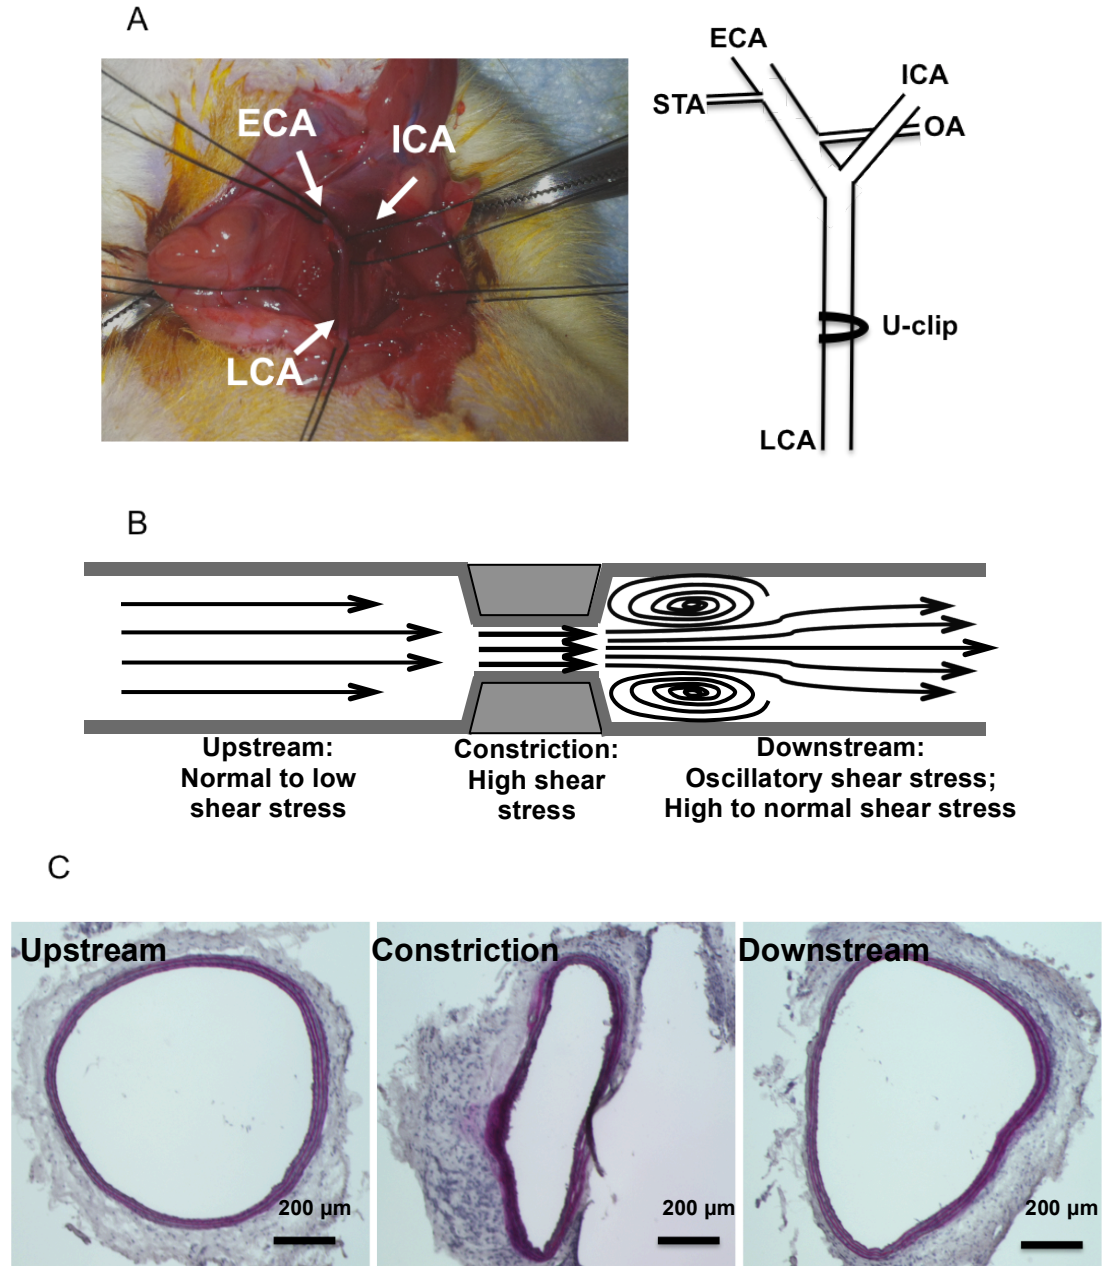 A
ECA
ICA
LCA
ECA
ICA
STA
OA
U-clip
LCA
B
Upstream:
Normal to low
shear stress
Constriction:
High shear
stress
Downstream:
Oscillatory shear stress;
High to normal shear stress
C
Upstream
Constriction
Downstream
200 µm
200 µm
200 µm